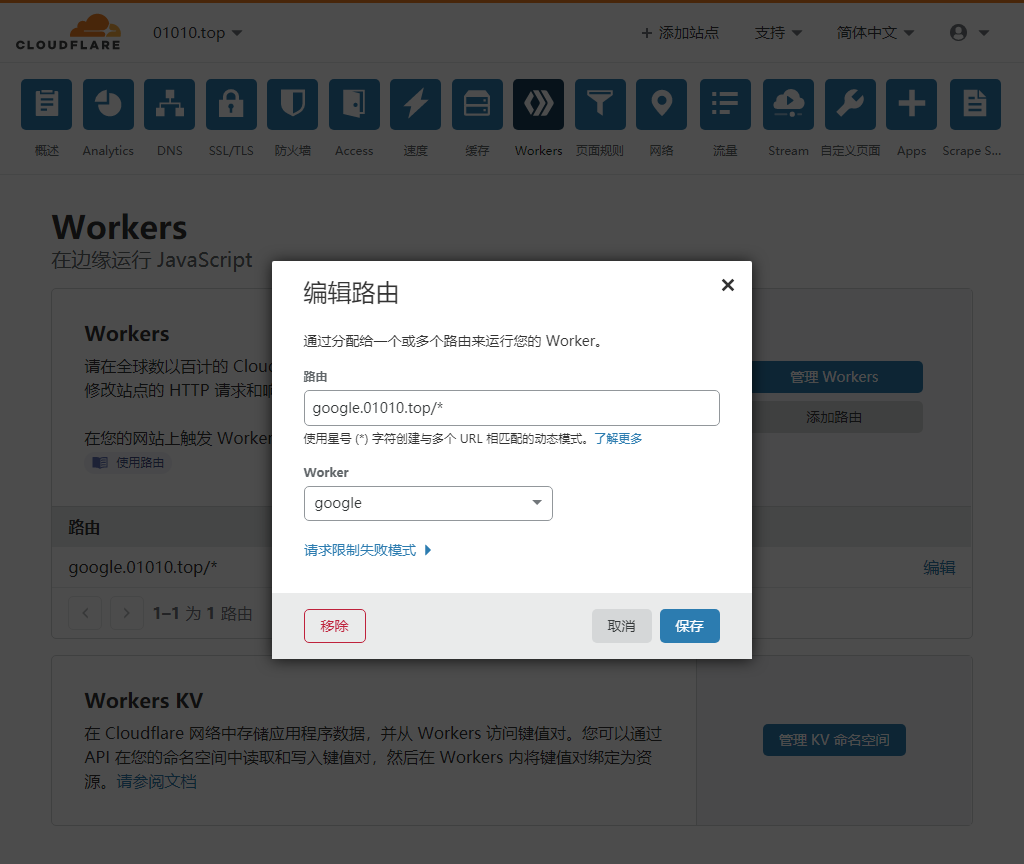 CLOUDFLARE
01010.top
+ 添加站点
支持
简体中文
概述
Analytics
DNS
SSL/TLS
防火墙
Access
速度
缓存
Workers
页面规则
网络
流量
Stream
自定义页面
Apps
Scrape S...
Workers
在边缘运行 JavaScript
编辑路由
×
通过分配给一个或多个路由来运行您的 Worker。
路由
google.01010.top/*
使用星号 (*) 字符创建与多个 URL 相匹配的动态模式。了解更多
Worker
google
请求限制失败模式
移除
取消
保存
Workers
请在全球数以百计的 Clou
修改站点的 HTTP 请求和
在您的网站上触发 Worker
使用路由
管理 Workers
添加路由
路由
google.01010.top/*
编辑
1–1 为 1 路由
Workers KV
在 Cloudflare 网络中存储应用程序数据，并从 Workers 访问键值对。您可以通过
API 在您的命名空间中读取和写入键值对，然后在 Workers 内将键值对绑定为资
源。请参阅文档
管理 KV 命名空间